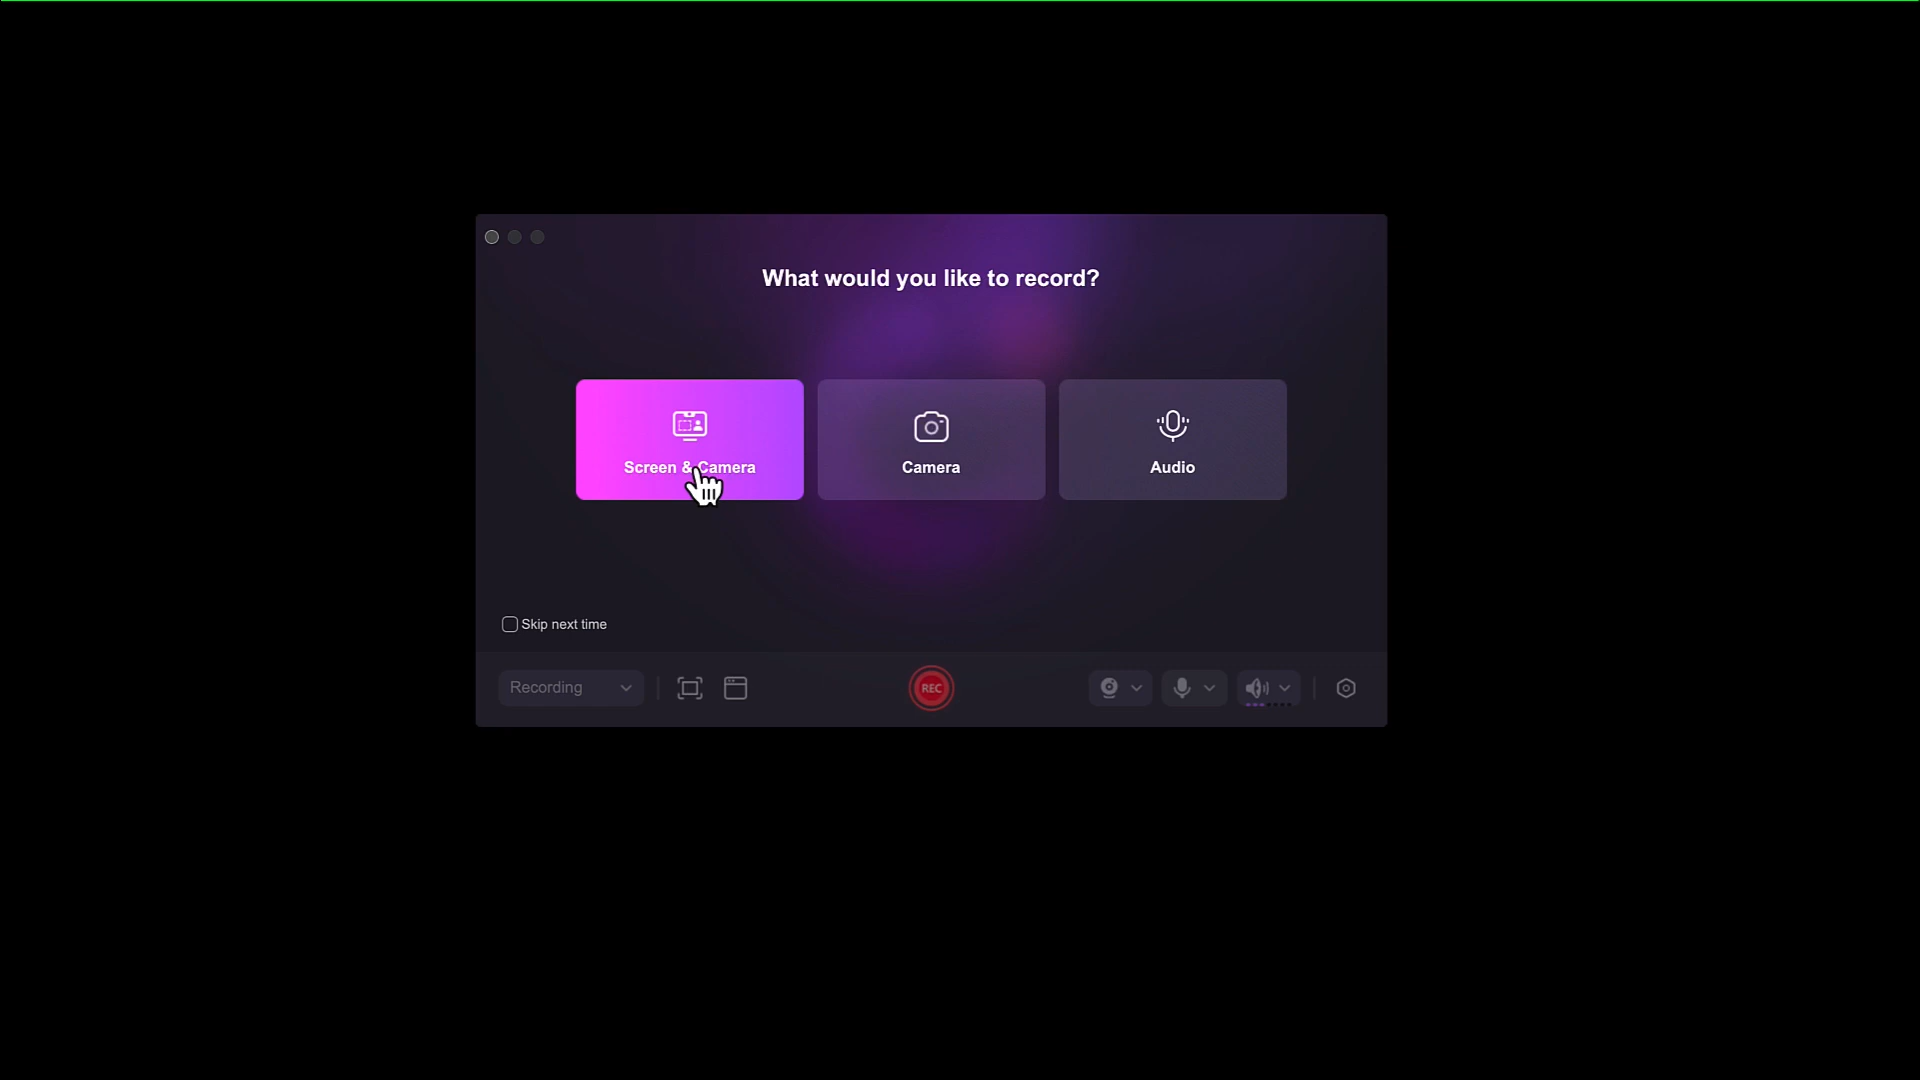 What would you like to record?
Screen & Camera
Camera
Audio
Skip next time
Recording
REC